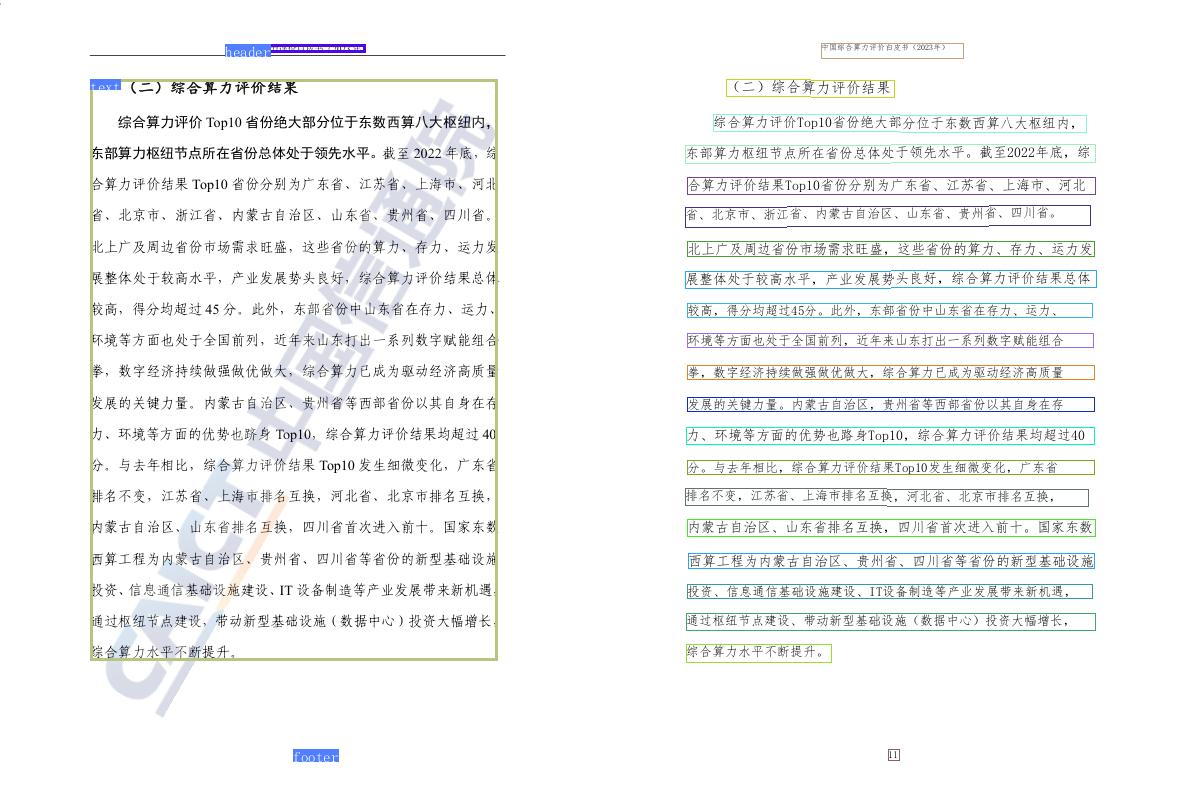 header
text
（二）综合算力评价结果
综合算力评价 Top10 省份绝大部分位于东数西算八大枢纽内，
东部算力枢纽节点所在省份总体处于领先水平。截至 2022 年底，综
合算力评价结果 Top10 省份分别为广东省、江苏省、上海市、河北
省、北京市、浙江省、内蒙古自治区、山东省、贵州省、四川省。
北上广及周边省份市场需求旺盛，这些省份的算力、存力、运力发
展整体处于较高水平，产业发展势头良好，综合算力评价结果总体
较高，得分均超过 45 分。此外，东部省份中山东省在存力、运力、
环境等方面也处于全国前列，近年来山东打出一系列数字赋能组合
拳，数字经济持续做强做优做大，综合算力已成为驱动经济高质量
发展的关键力量。内蒙古自治区、贵州省等西部省份以其自身在存
力、环境等方面的优势也跻身 Top10，综合算力评价结果均超过 40
分。与去年相比，综合算力评价结果 Top10 发生细微变化，广东省
排名不变，江苏省、上海市排名互换，河北省、北京市排名互换，
内蒙古自治区、山东省排名互换，四川省首次进入前十。国家东数
西算工程为内蒙古自治区、贵州省、四川省等省份的新型基础设施
投资、信息通信基础设施建设、IT 设备制造等产业发展带来新机遇，
通过枢纽节点建设，带动新型基础设施（数据中心）投资大幅增长，
综合算力水平不断提升。
CAICT 中国信通院
footer
中国综合算力评价白皮书（2023年）
（二）综合算力评价结果
综合算力评价Top10省份绝大部分位于东数西算八大枢纽内，
东部算力枢纽节点所在省份总体处于领先水平。截至2022年底，综
合算力评价结果Top10省份分别为广东省、江苏省、上海市、河北
省、北京市、浙江省、内蒙古自治区、山东省、贵州省、四川省。
北上广及周边省份市场需求旺盛，这些省份的算力、存力、运力发
展整体处于较高水平，产业发展势头良好，综合算力评价结果总体
较高，得分均超过45分。此外，东部省份中山东省在存力、运力、
环境等方面也处于全国前列，近年来山东打出一系列数字赋能组合
拳，数字经济持续做强做优做大，综合算力已成为驱动经济高质量
发展的关键力量。内蒙古自治区，贵州省等西部省份以其自身在存
力、环境等方面的优势也路身Top10，综合算力评价结果均超过40
分。与去年相比，综合算力评价结果Top10发生细微变化，广东省
排名不变，江苏省、上海市排名互换，河北省、北京市排名互换，
内蒙古自治区、山东省排名互换，四川省首次进入前十。国家东数
西算工程为内蒙古自治区、贵州省、四川省等省份的新型基础设施
投资、信息通信基础设施建设、IT设备制造等产业发展带来新机遇，
通过枢纽节点建设、带动新型基础设施（数据中心）投资大幅增长，
综合算力水平不断提升。
11